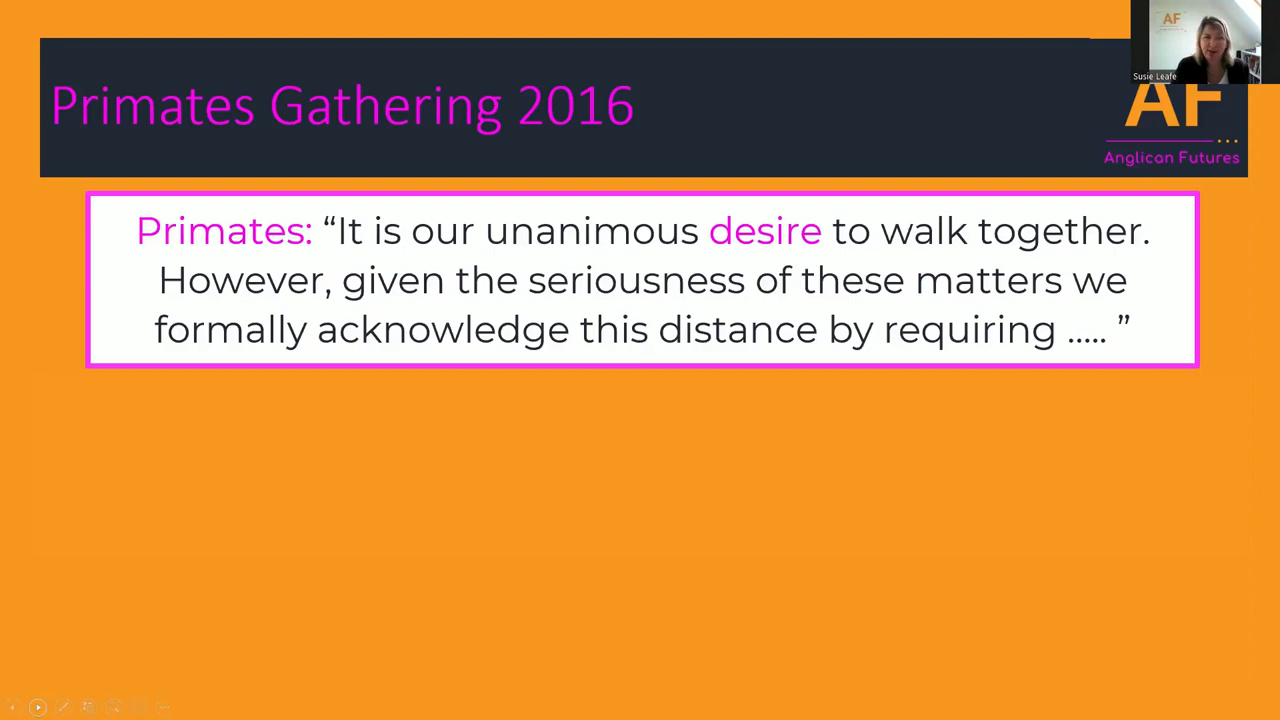 AF
Susie Leafe
Primates Gathering 2016
AF
Anglican Futures
Primates: “It is our unanimous desire to walk together.
However, given the seriousness of these matters we
formally acknowledge this distance by requiring ..... ”